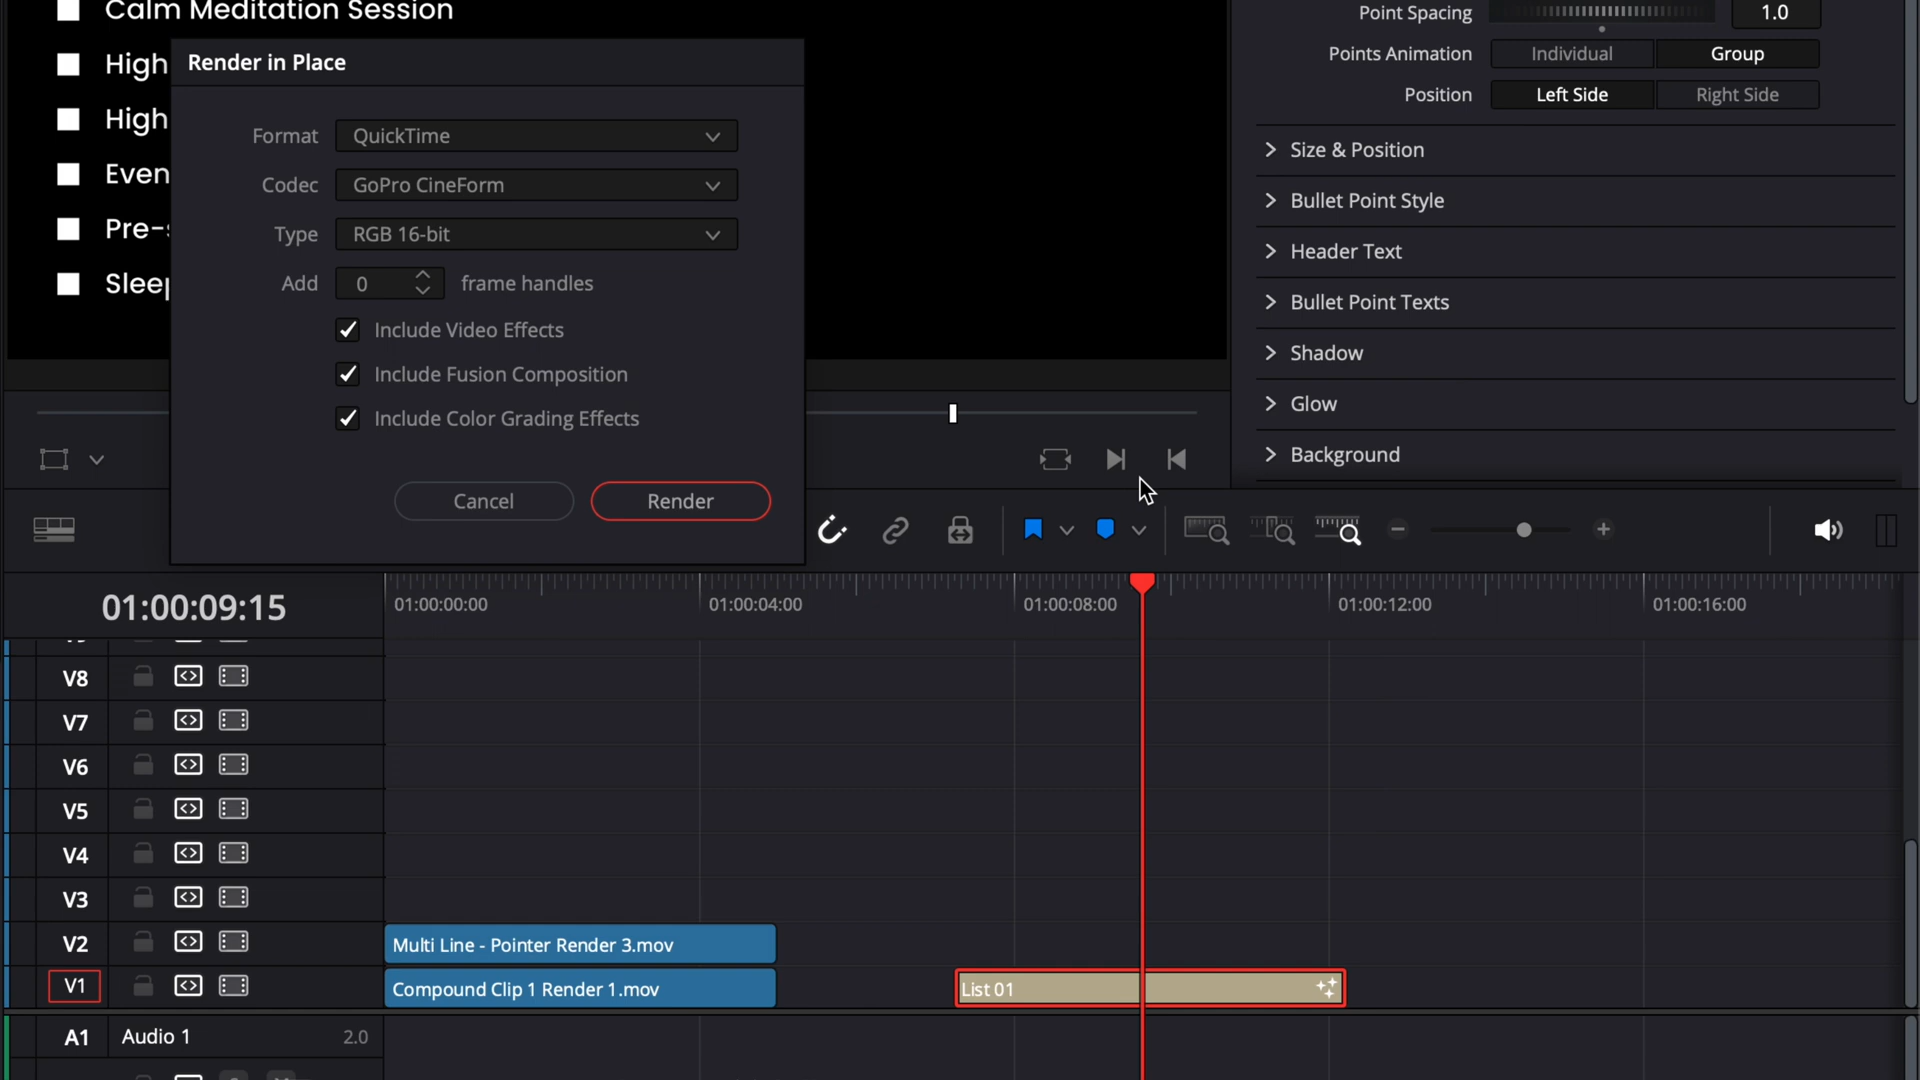 Calm Meditation Session
High
High
Even
Pre-
Sleep
Render in Place
Format QuickTime
Codec GoPro CineForm
Type RGB 16-bit
Add 0 frame handles
Include Video Effects
Include Fusion Composition
Include Color Grading Effects
Cancel Render
Point Spacing 1.0
Points Animation Individual Group
Position Left Side Right Side
Size & Position
Bullet Point Style
Header Text
Bullet Point Texts
Shadow
Glow
Background
01:00:09:15
01:00:00:00 01:00:04:00 01:00:08:00 01:00:12:00 01:00:16:00
V8
V7
V6
V5
V4
V3
V2 Multi Line - Pointer Render 3.mov
V1 Compound Clip 1 Render 1.mov List 01
A1 Audio 1 2.0